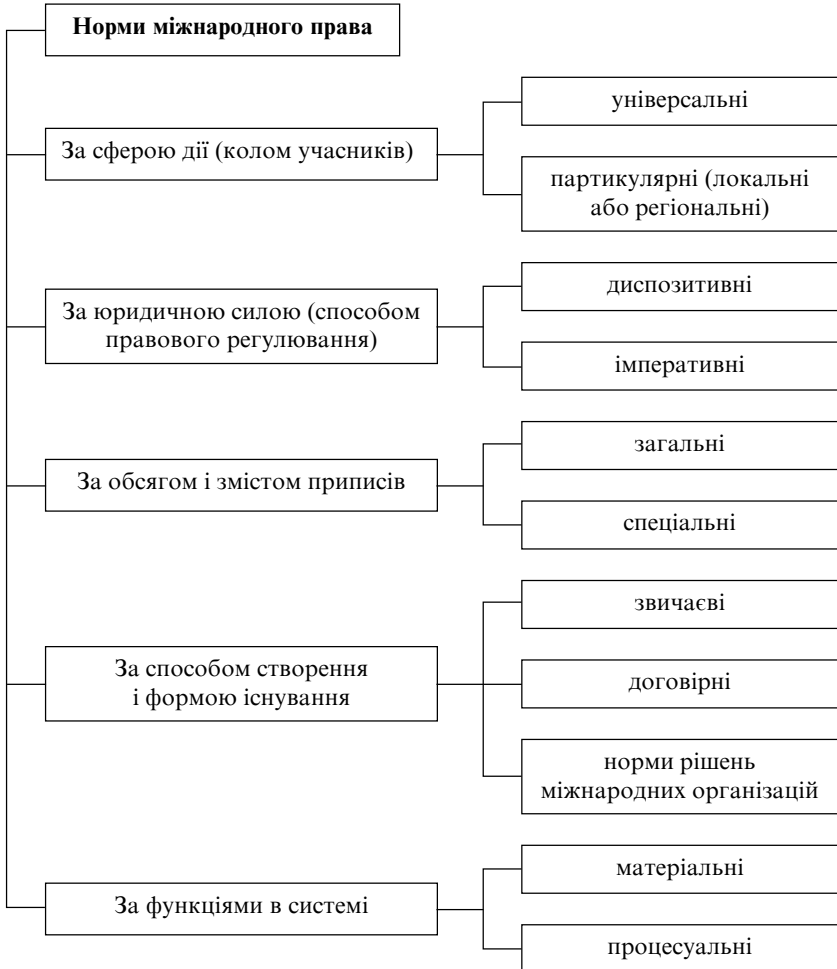 Норми міжнародного права
За сферою дії (колом учасників)
універсальні
партикулярні (локальні
або регіональні)
За юридичною силою (способом
правового регулювання)
диспозитивні
імперативні
За обсягом і змістом приписів
загальні
спеціальні
За способом створення
і формою існування
звичаєві
договірні
норми рішень
міжнародних організацій
За функціями в системі
матеріальні
процесуальні